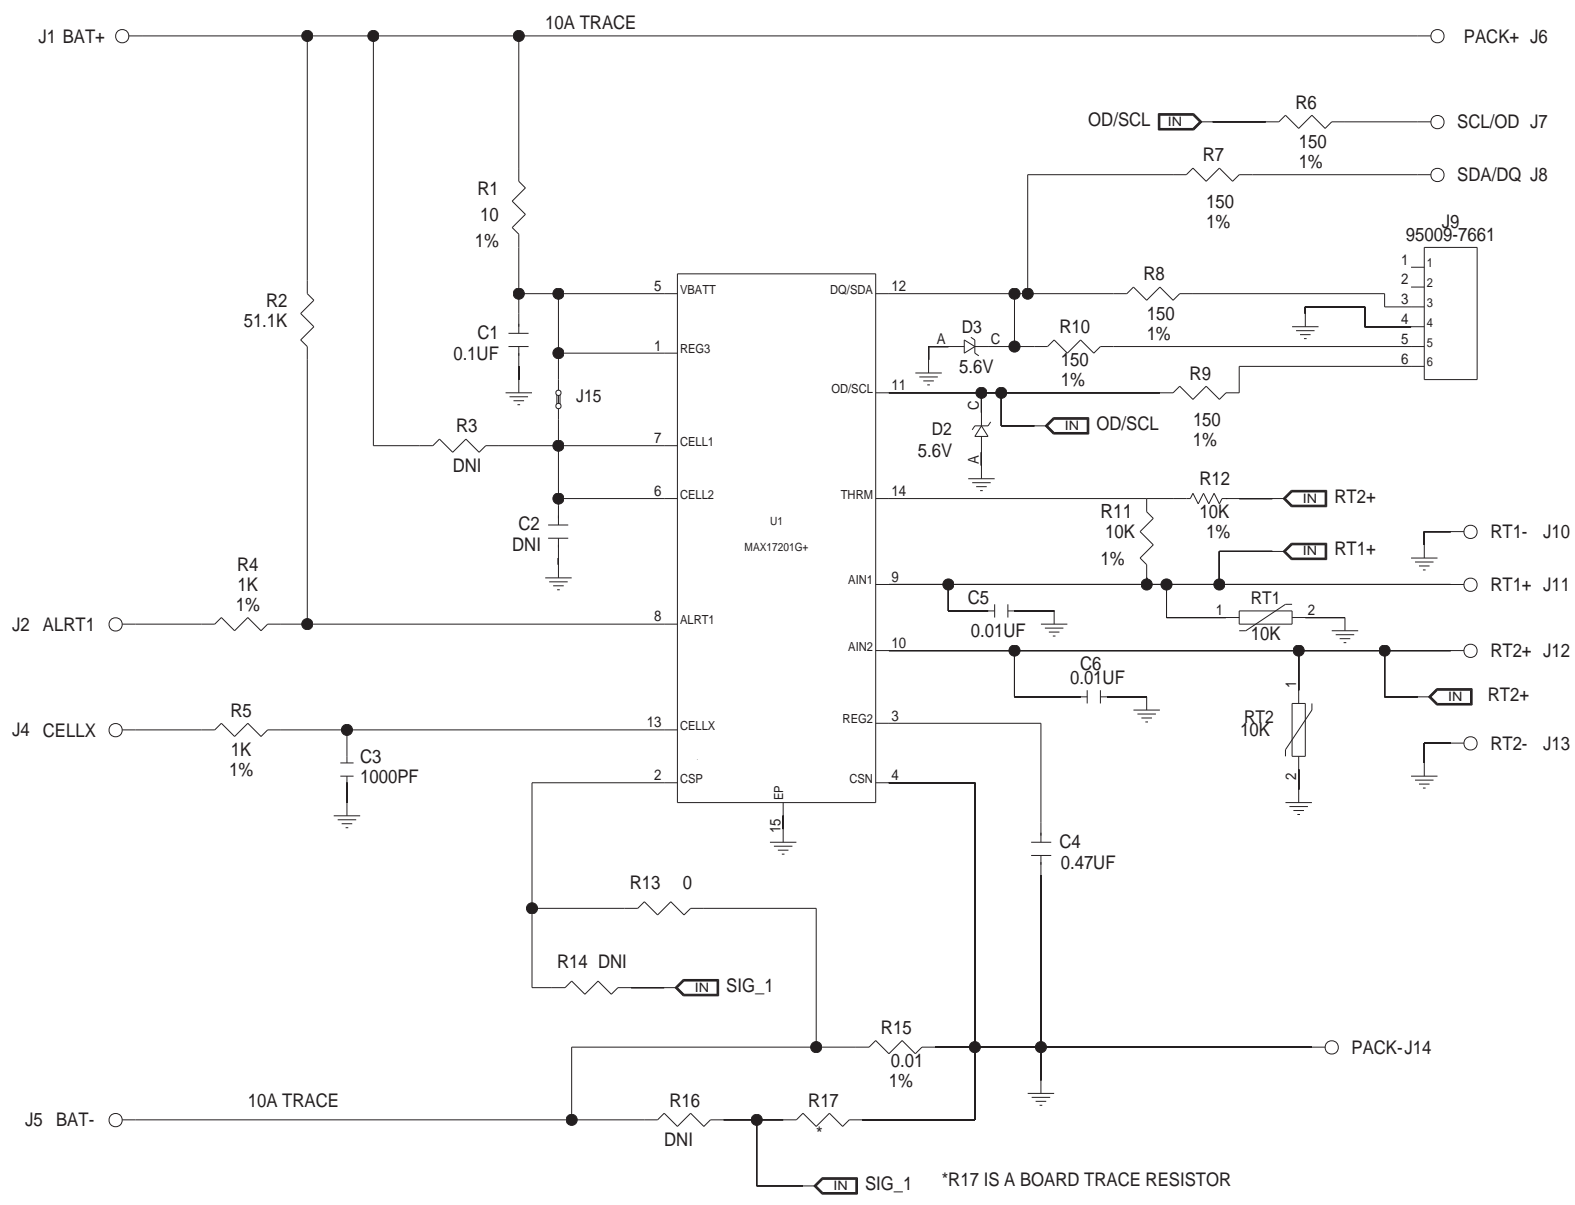 10A TRACE
J1 BAT+
PACK+ J6
OD/SCL IN
R6
150
1%
SCL/OD J7
R7
150
1%
SDA/DQ J8
R1
10
1%
J9
95009-7661
1 1
2 2
3 3
4 4
5 5
6 6
R2
51.1K
C1
0.1UF
5 VBATT
1 REG3
J15
R3
DNI
7 CELL1
6 CELL2
C2
DNI
U1
MAX17201G+
DQ/SDA 12
R8
150
1%
A D3 C
5.6V
R10
150
1%
OD/SCL 11
R9
150
1%
C
D2
5.6V
A
IN OD/SCL
THRM 14
R12
10K
1%
IN RT2+
R11
10K
1%
IN RT1+
RT1- J10
AIN1 9
RT1+ J11
C5
0.01UF
1 RT1 2
10K
R4
1K
1%
J2 ALRT1
8 ALRT1
AIN2 10
RT2+ J12
C6
0.01UF
1
RT2
10K
2
IN RT2+
RT2- J13
R5
1K
1%
J4 CELLX
13 CELLX
C3
1000PF
REG2 3
2 CSP
CSN 4
EP
15
C4
0.47UF
R13 0
R14 DNI
IN SIG_1
R15
0.01
1%
PACK- J14
10A TRACE
J5 BAT-
R16
DNI
R17
*
IN SIG_1
*R17 IS A BOARD TRACE RESISTOR